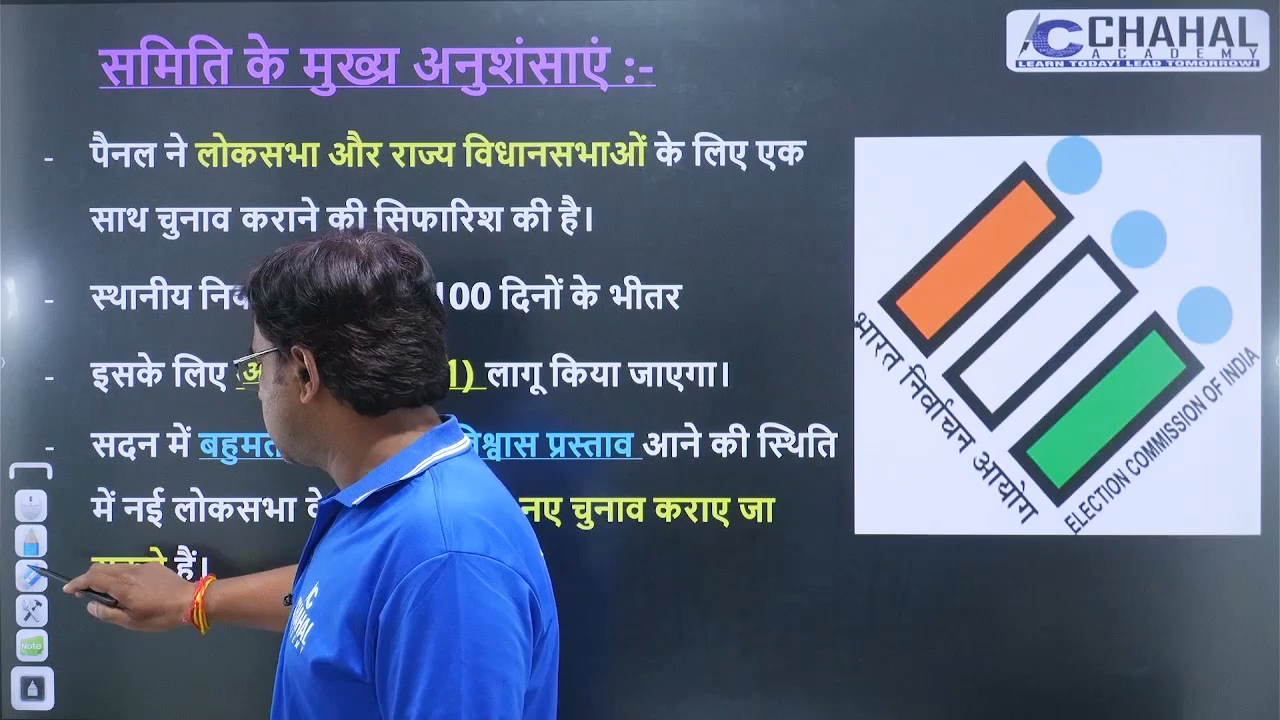 समिति के मुख्य अनुशंसाएं :-
CHAHAL
ACADEMY
LEARN TODAY! LEAD TOMORROW!
- पैनल ने लोकसभा और राज्य विधानसभाओं के लिए एक
साथ चुनाव कराने की सिफारिश की है।
- स्थानीय 100 दिनों के भीतर
- इसके लिए 1) लागू किया जाएगा।
- सदन में बहुमत प्रस्ताव आने की स्थिति
में नई लोकसभा नए चुनाव कराए जा
हैं।
भारत निर्वाचन आयोग
ELECTION COMMISSION OF INDIA
Note